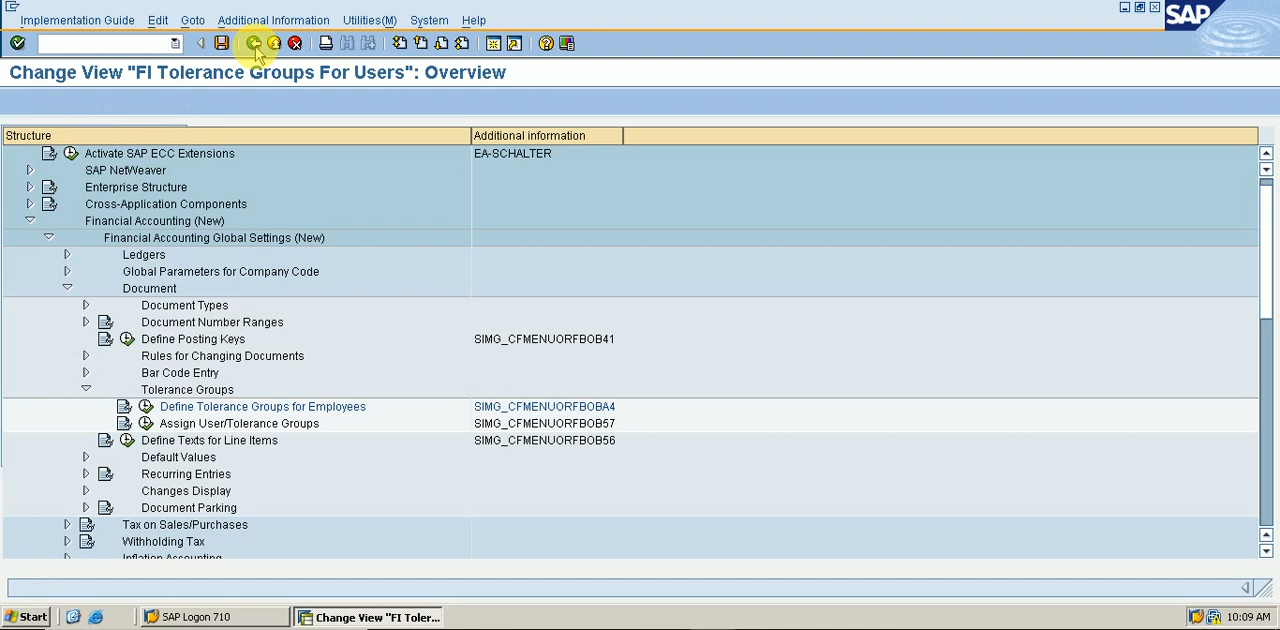 Implementation Guide Edit Goto Additional Information Utilities(M) System Help
SAP
Change View "FI Tolerance Groups For Users": Overview
Structure Additional information
Activate SAP ECC Extensions EA-SCHALTER
SAP NetWeaver
Enterprise Structure
Cross-Application Components
Financial Accounting (New)
Financial Accounting Global Settings (New)
Ledgers
Global Parameters for Company Code
Document
Document Types
Document Number Ranges
Define Posting Keys SIMG_CFMENUORFBOB41
Rules for Changing Documents
Bar Code Entry
Tolerance Groups
Define Tolerance Groups for Employees SIMG_CFMENUORFBOBA4
Assign User/Tolerance Groups SIMG_CFMENUORFBOB57
Define Texts for Line Items SIMG_CFMENUORFBOB56
Default Values
Recurring Entries
Changes Display
Document Parking
Tax on Sales/Purchases
Withholding Tax
Inflation Accounting
Start SAP Logon 710 Change View "FI Toler... 10:09 AM